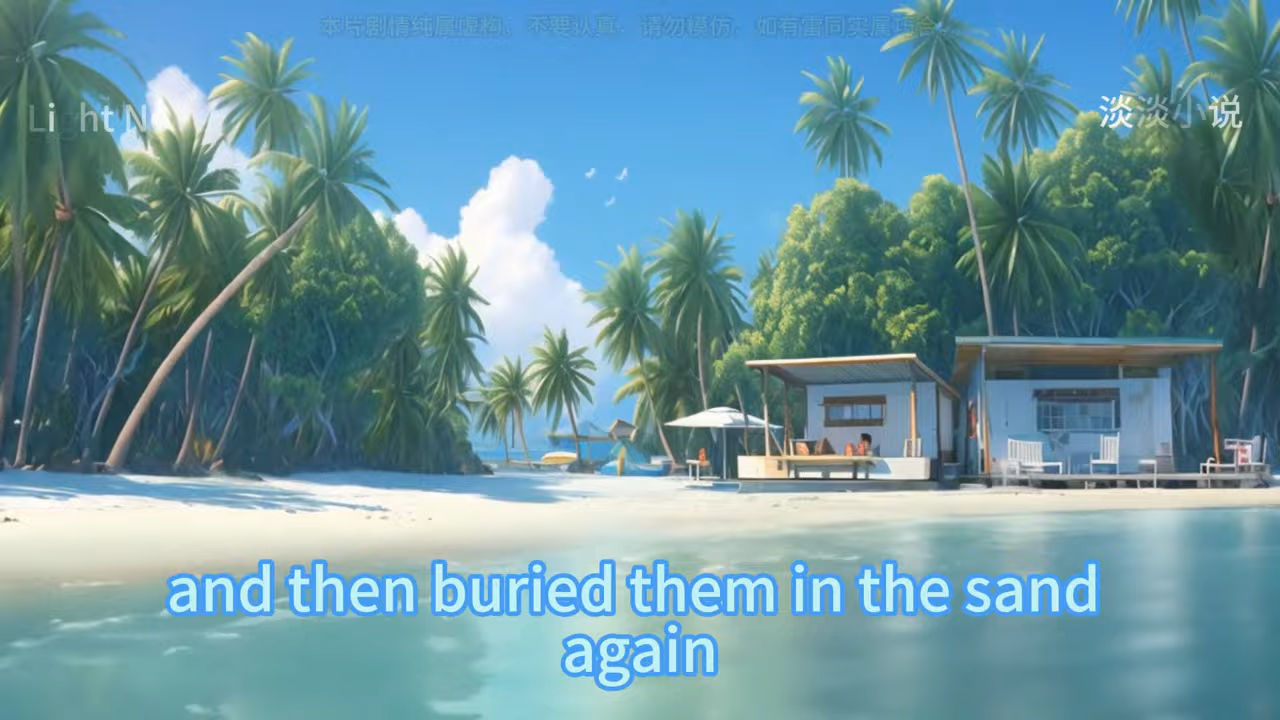 本片剧情纯属虚构、不要认真、请勿模仿、如有雷同实属巧合
Light N
淡淡小说
and then buried them in the sand
again